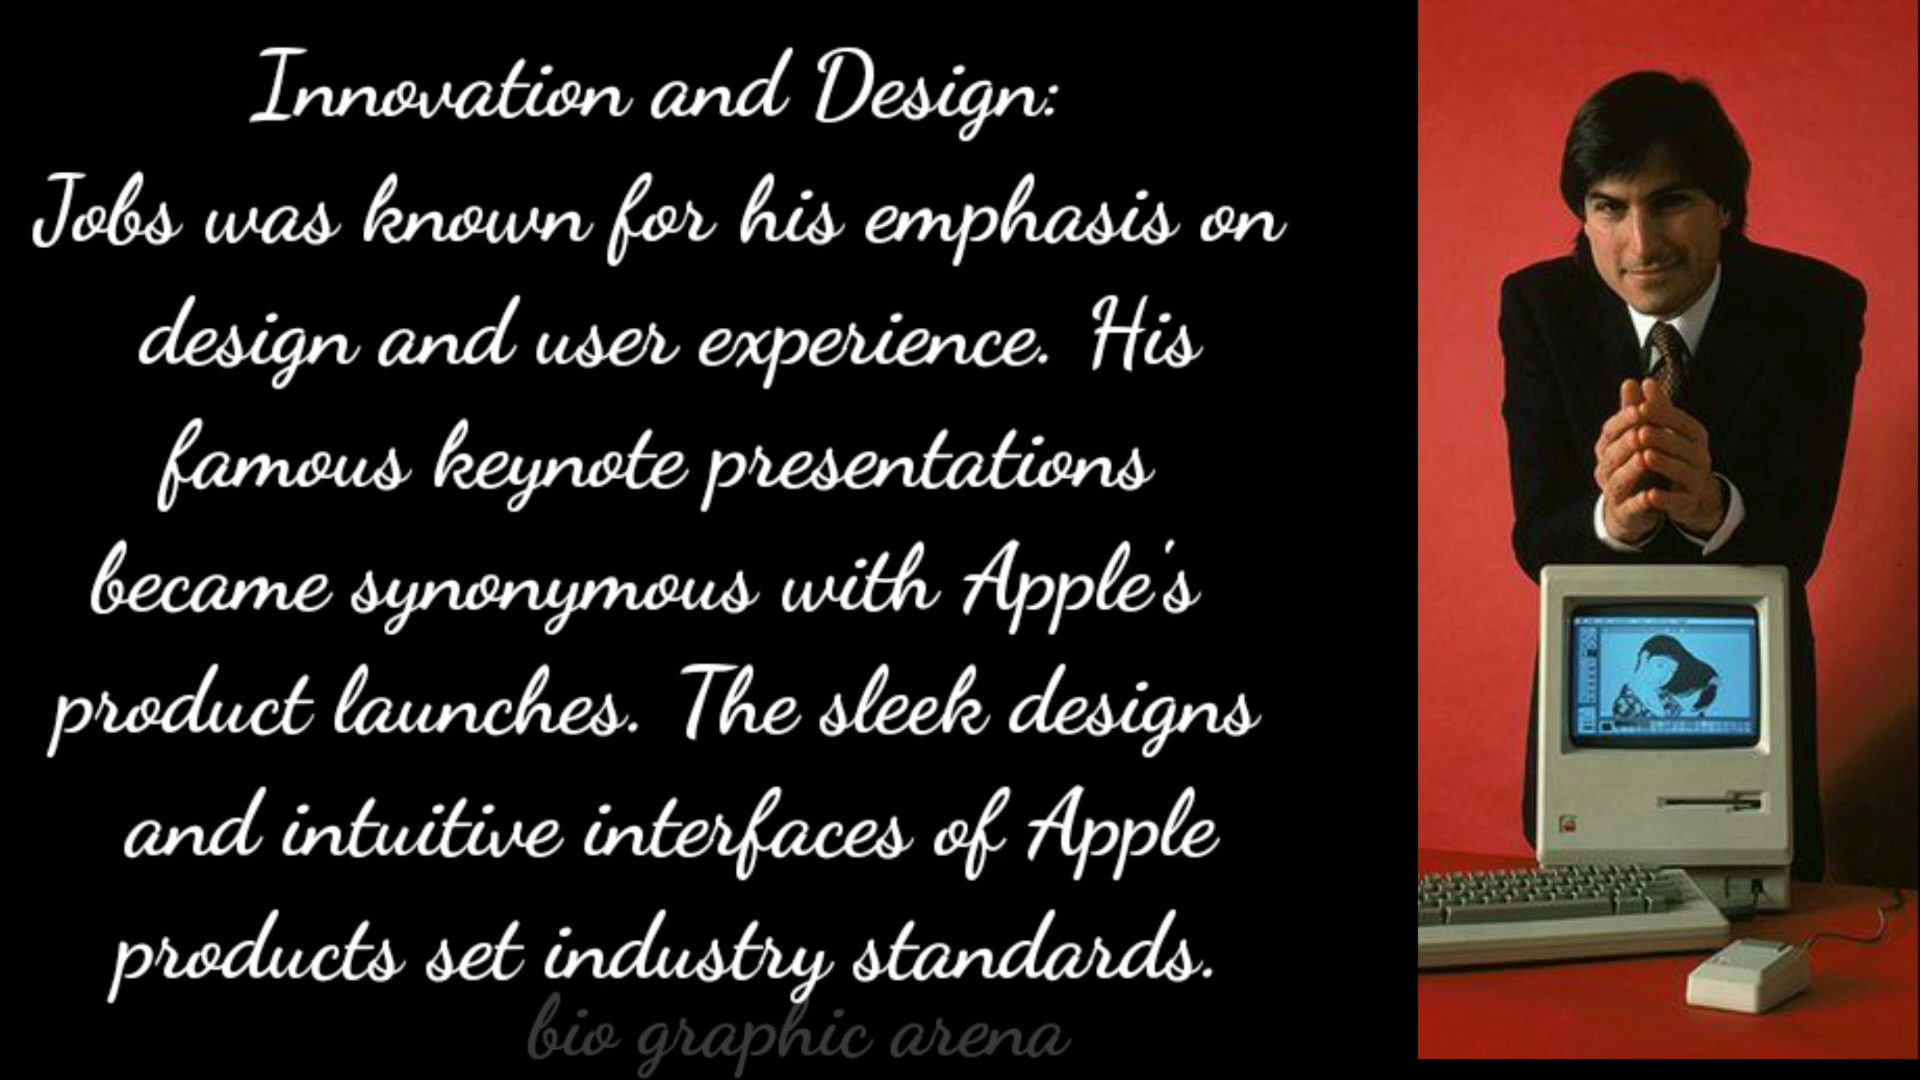 Innovation and Design:
Jobs was known for his emphasis on
design and user experience. His
famous keynote presentations
became synonymous with Apple's
product launches. The sleek designs
and intuitive interfaces of Apple
products set industry standards.
bio graphic arena